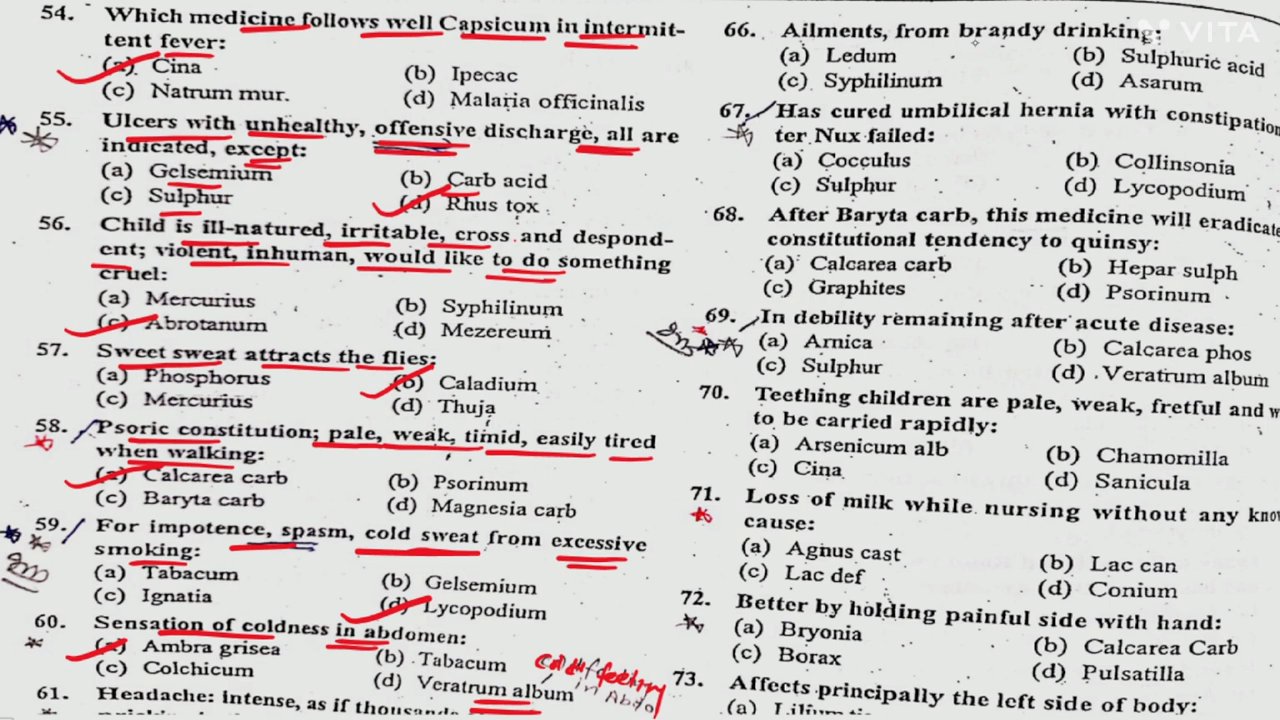 54. Which medicine follows well Capsicum in intermit-
tent fever:
(a) Cina
(b) Ipecac
(c) Natrum mur.
(d) Malaria officinalis
55. Ulcers with unhealthy, offensive discharge, all are
indicated, except:
(a) Gelsemium
(b) Carb acid
(c) Sulphur
(d) Rhus tox
56. Child is ill-natured, irritable, cross and despond-
ent; violent, inhuman, would like to do something
cruel:
(a) Mercurius
(b) Syphilinum
(c) Abrotanum
(d) Mezereum
57. Sweet sweat attracts the flies:
(a) Phosphorus
(b) Caladium
(c) Mercurius
(d) Thuja
58. Psoric constitution; pale, weak, timid, easily tired
when walking:
(a) Calcarea carb
(b) Psorinum
(c) Baryta carb
(d) Magnesia carb
59. For impotence, spasm, cold sweat from excessive
smoking:
(a) Tabacum
(b) Gelsemium
(c) Ignatia
(d) Lycopodium
60. Sensation of coldness in abdomen:
(a) Ambra grisea
(b) Tabacum
(c) Colchicum
(d) Veratrum album
in Abdo
61. Headache: intense, as if thousands
66. Ailments, from brandy drinking:
(a) Ledum
(b) Sulphuric acid
(c) Syphilinum
(d) Asarum
67. Has cured umbilical hernia with constipation
ter Nux failed:
(a) Cocculus
(b) Collinsonia
(c) Sulphur
(d) Lycopodium
68. After Baryta carb, this medicine will eradicate
constitutional tendency to quinsy:
(a) Calcarea carb
(b) Hepar sulph
(c) Graphites
(d) Psorinum
69. In debility remaining after acute disease:
(a) Arnica
(b) Calcarea phos
(c) Sulphur
(d) Veratrum album
70. Teething children are pale, weak, fretful and w
to be carried rapidly:
(a) Arsenicum alb
(b) Chamomilla
(c) Cina
(d) Sanicula
71. Loss of milk while nursing without any know
cause:
(a) Agnus cast
(b) Lac can
(c) Lac def
(d) Conium
72. Better by holding painful side with hand:
(a) Bryonia
(b) Calcarea Carb
(c) Borax
(d) Pulsatilla
73. Affects principally the left side of body:
(a) Lilium
VITA